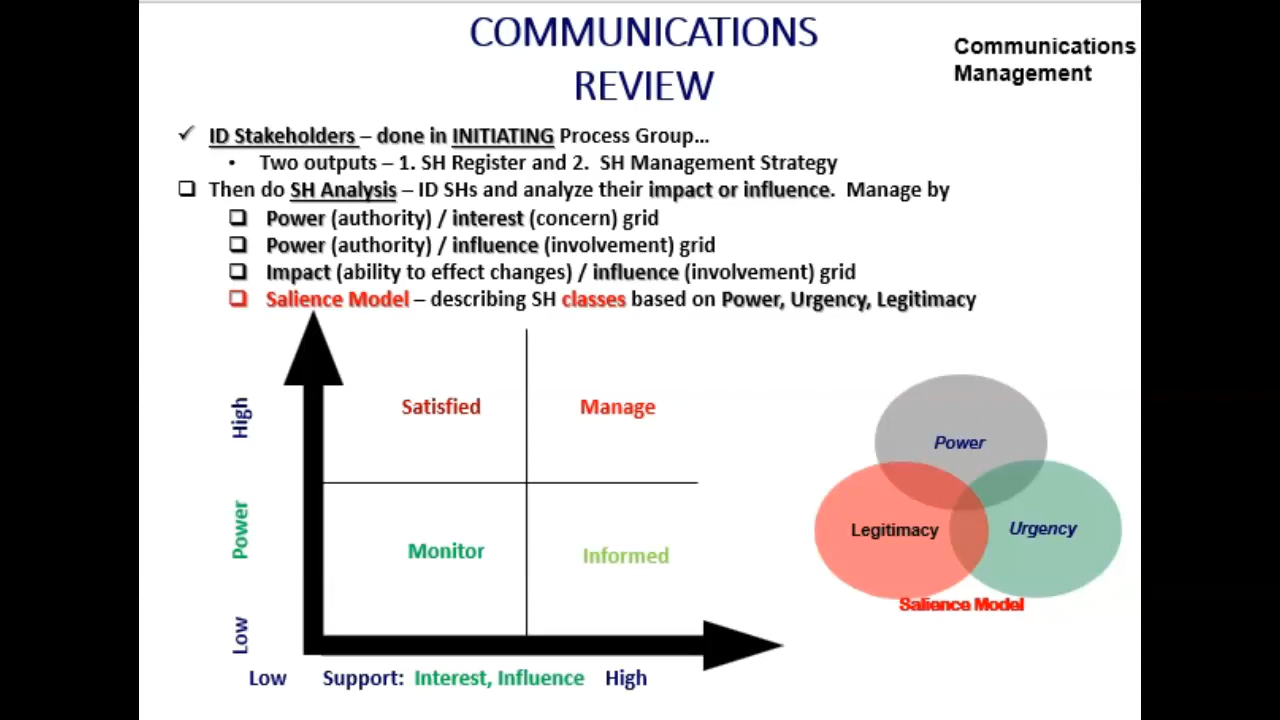 COMMUNICATIONS
REVIEW
Communications
Management
✓ ID Stakeholders – done in INITIATING Process Group...
• Two outputs – 1. SH Register and 2. SH Management Strategy
❑ Then do SH Analysis – ID SHs and analyze their impact or influence. Manage by
❑ Power (authority) / interest (concern) grid
❑ Power (authority) / influence (involvement) grid
❑ Impact (ability to effect changes) / influence (involvement) grid
❑ Salience Model – describing SH classes based on Power, Urgency, Legitimacy
High
Power
Low
Satisfied
Manage
Monitor
Informed
Low Support: Interest, Influence High
Power
Legitimacy
Urgency
Salience Model